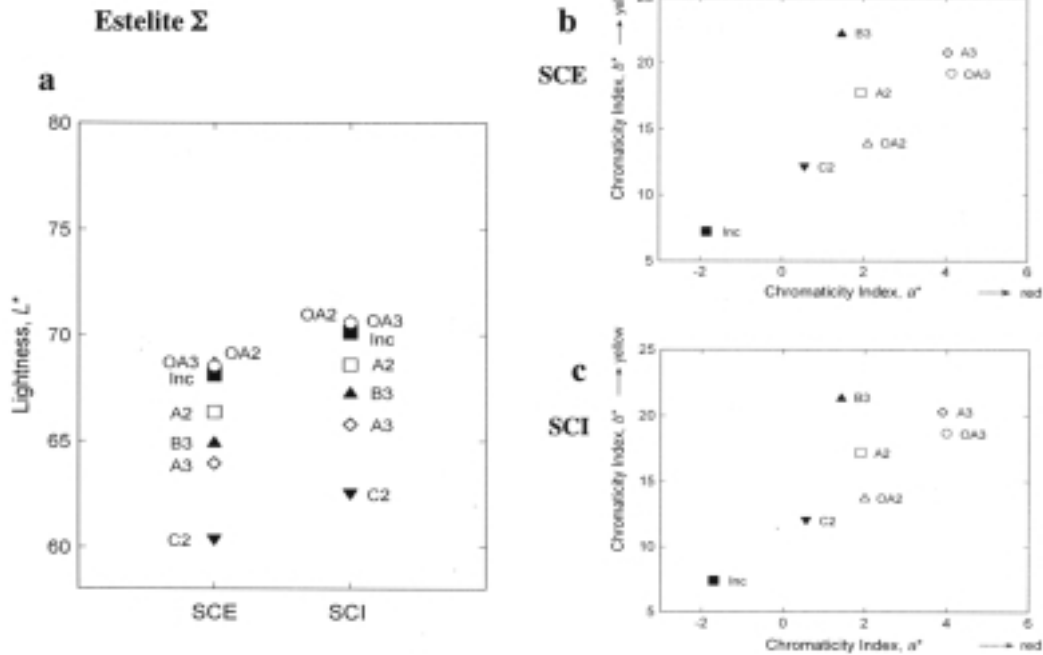 Estelite Σ
a
Lightness, L*
80
75
70
65
60
OA3 OA2
Inc
A2
B3
A3
C2
OA2 OA3
Inc
A2
B3
A3
C2
SCE SCI
b
SCE
Chromaticity Index, b*
20
15
10
5
B3
A3
OA3
A2
OA2
C2
Inc
-2 0 2 4 6
Chromaticity Index, a* → red
c
SCI
Chromaticity Index, b* → yellow
25
20
15
10
5
B3
A3
OA3
A2
OA2
C2
Inc
-2 0 2 4 6
Chromaticity Index, a* → red